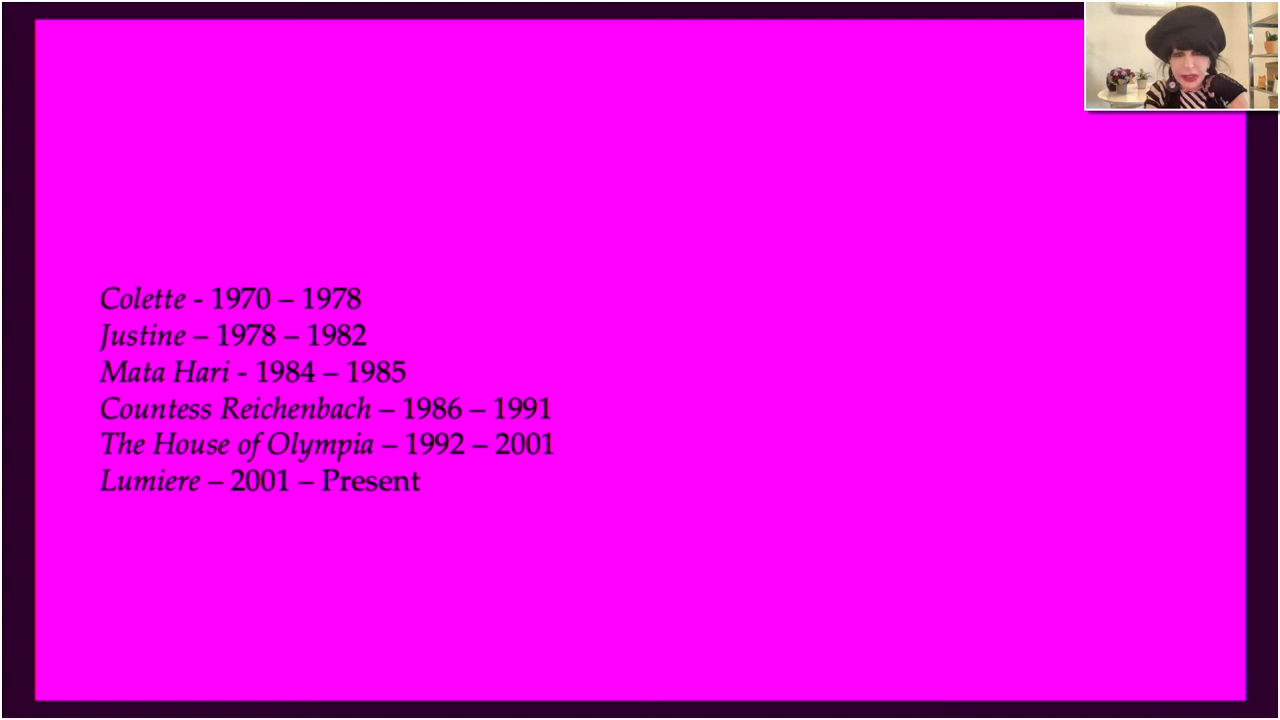 Colette - 1970 – 1978
Justine – 1978 – 1982
Mata Hari - 1984 – 1985
Countess Reichenbach – 1986 – 1991
The House of Olympia – 1992 – 2001
Lumiere – 2001 – Present